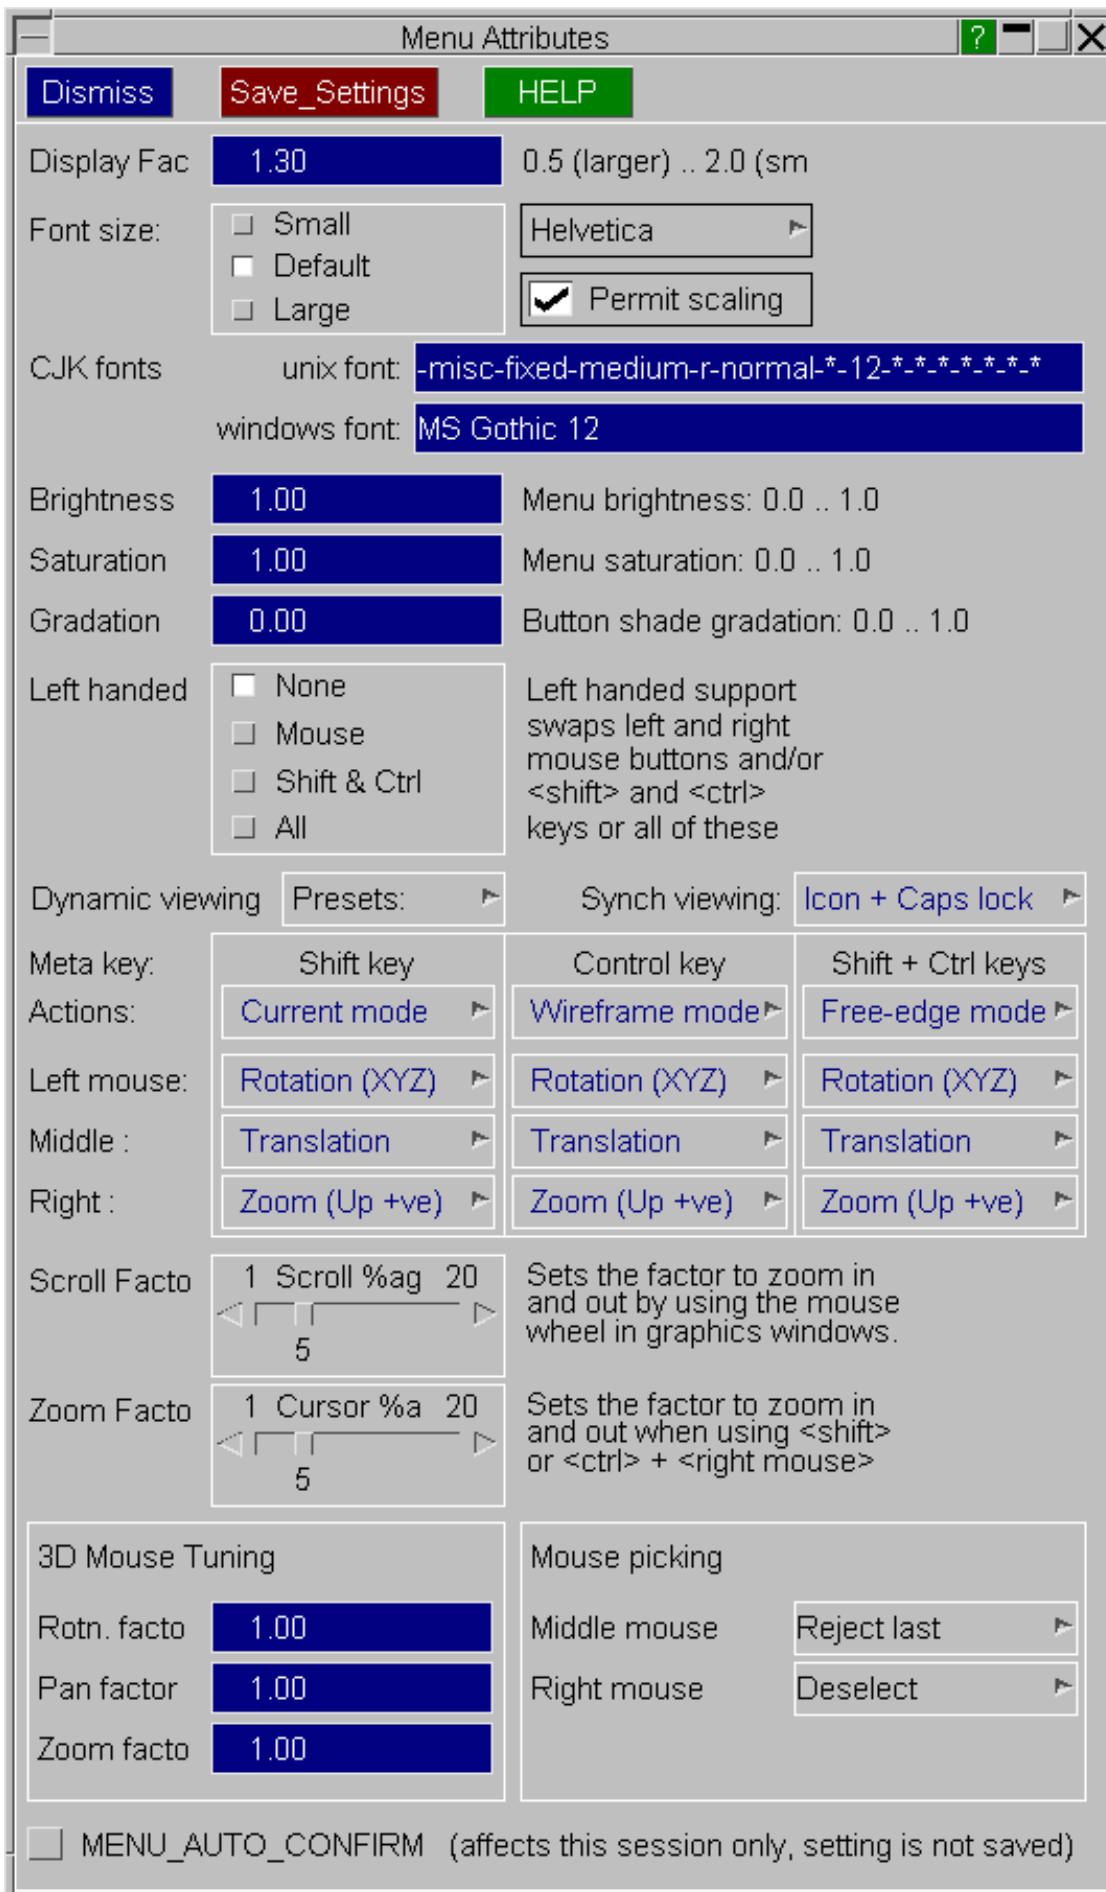 Menu Attributes ?
Dismiss Save_Settings HELP
Display Fac 1.30 0.5 (larger) .. 2.0 (sm
Font size: Small Helvetica
Default
Large Permit scaling
CJK fonts unix font: -misc-fixed-medium-r-normal-*-12-*-*-*-*-*-*-*
windows font: MS Gothic 12
Brightness 1.00 Menu brightness: 0.0 .. 1.0
Saturation 1.00 Menu saturation: 0.0 .. 1.0
Gradation 0.00 Button shade gradation: 0.0 .. 1.0
Left handed None Left handed support
swaps left and right
Mouse mouse buttons and/or
Shift & Ctrl <shift> and <ctrl>
All keys or all of these
Dynamic viewing Presets: Synch viewing: Icon + Caps lock
Meta key: Shift key Control key Shift + Ctrl keys
Actions: Current mode Wireframe mode Free-edge mode
Left mouse: Rotation (XYZ) Rotation (XYZ) Rotation (XYZ)
Middle : Translation Translation Translation
Right : Zoom (Up +ve) Zoom (Up +ve) Zoom (Up +ve)
Scroll Facto 1 Scroll %ag 20 Sets the factor to zoom in
and out by using the mouse
5 wheel in graphics windows.
Zoom Facto 1 Cursor %a 20 Sets the factor to zoom in
and out when using <shift>
5 or <ctrl> + <right mouse>
3D Mouse Tuning Mouse picking
Rotn. facto 1.00 Middle mouse Reject last
Pan factor 1.00 Right mouse Deselect
Zoom facto 1.00
MENU_AUTO_CONFIRM (affects this session only, setting is not saved)